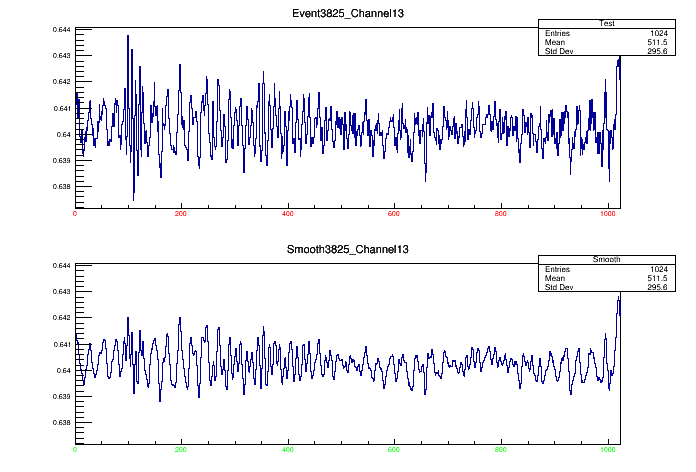 Event3825_Channel13
Test
Entries 1024
Mean 511.5
Std Dev 295.6
0.644
0.643
0.642
0.641
0.64
0.639
0.638
0 200 400 600 800 1000
Smooth3825_Channel13
Smooth
Entries 1024
Mean 511.5
Std Dev 295.6
0.644
0.643
0.642
0.641
0.64
0.639
0.638
0 200 400 600 800 1000